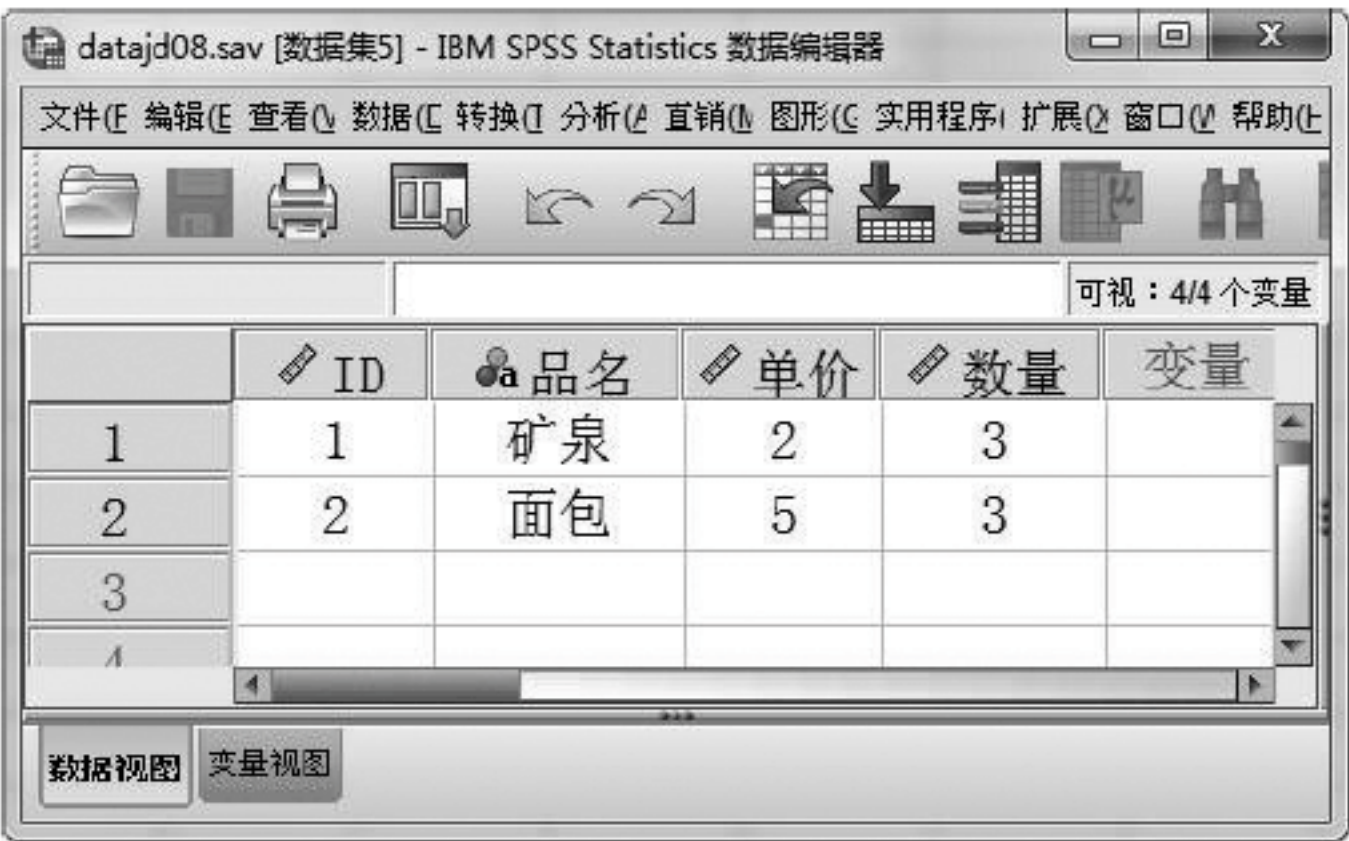 datajd08.sav [数据集5] - IBM SPSS Statistics 数据编辑器
文件(F 编辑(E 查看(V 数据(D 转换(T 分析(A 直销(M 图形(G 实用程序( 扩展(X 窗口(W 帮助(H
可视：4/4 个变量
ID 品名 单价 数量 变量
1 1 矿泉 2 3
2 2 面包 5 3
3
4
数据视图 变量视图